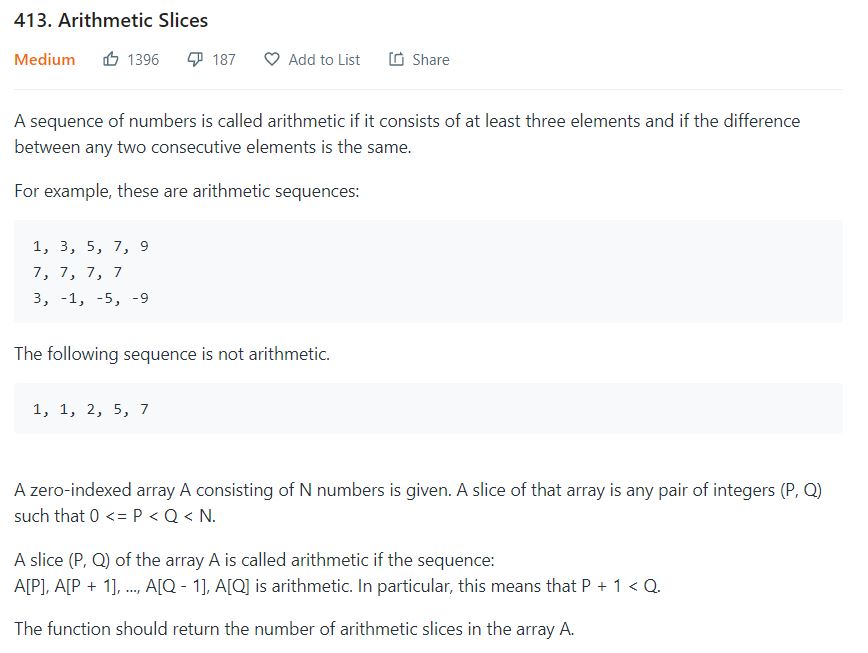 413. Arithmetic Slices
Medium 1396 187 Add to List Share
A sequence of numbers is called arithmetic if it consists of at least three elements and if the difference
between any two consecutive elements is the same.
For example, these are arithmetic sequences:
1, 3, 5, 7, 9
7, 7, 7, 7
3, -1, -5, -9
The following sequence is not arithmetic.
1, 1, 2, 5, 7
A zero-indexed array A consisting of N numbers is given. A slice of that array is any pair of integers (P, Q)
such that 0 <= P < Q < N.
A slice (P, Q) of the array A is called arithmetic if the sequence:
A[P], A[P + 1], ..., A[Q - 1], A[Q] is arithmetic. In particular, this means that P + 1 < Q.
The function should return the number of arithmetic slices in the array A.